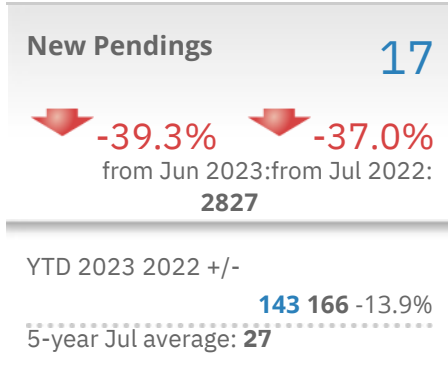 New Pendings 17
-39.3% -37.0%
from Jun 2023:from Jul 2022:
2827
YTD 2023 2022 +/-
143 166 -13.9%
5-year Jul average: 27